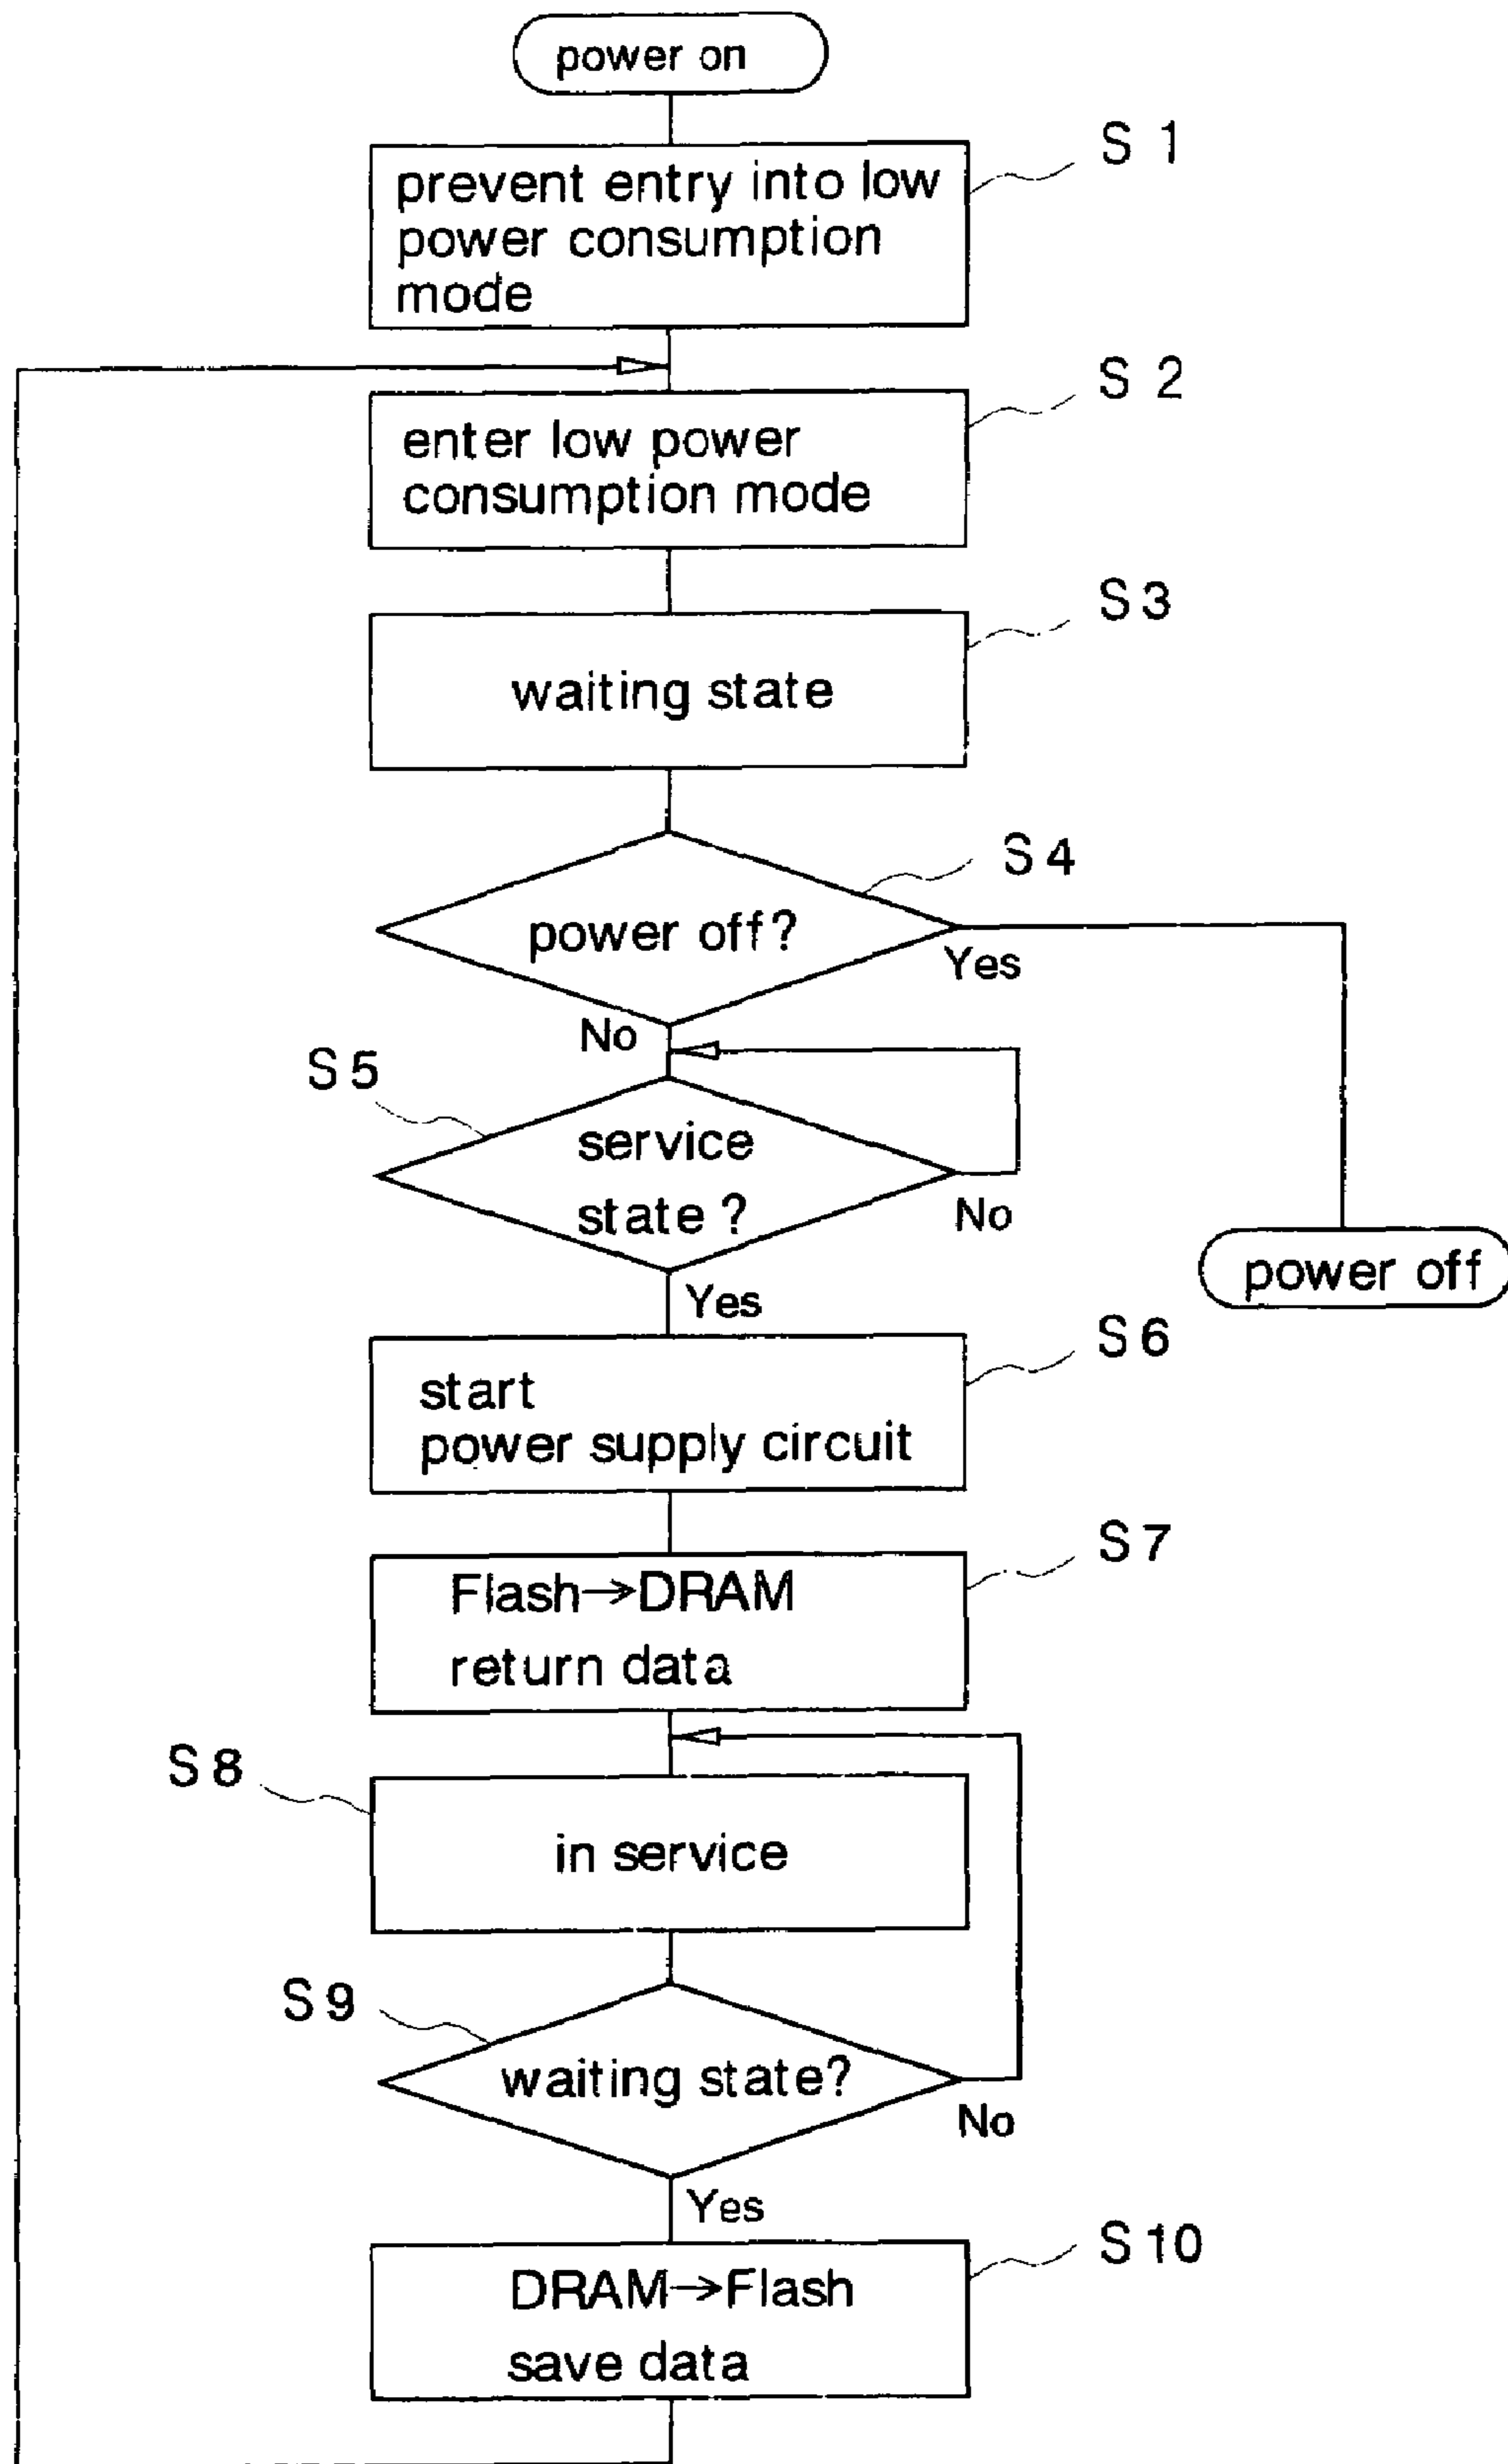 power on
S 1
prevent entry into low
power consumption
mode
S 2
enter low power
consumption mode
S 3
waiting state
S 4
power off?
Yes
No
S 5
service
state ?
No
Yes
power off
S 6
start
power supply circuit
S 7
Flash→DRAM
return data
S 8
in service
S 9
waiting state?
No
Yes
S 10
DRAM→Flash
save data